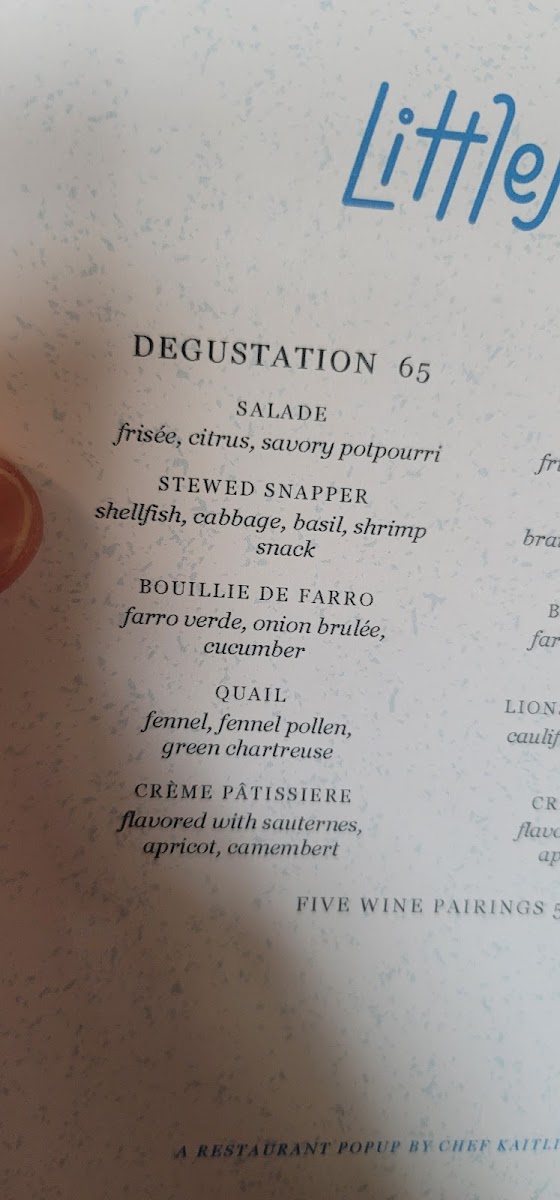 Little
DEGUSTATION 65
SALADE
frisée, citrus, savory potpourri
STEWED SNAPPER
shellfish, cabbage, basil, shrimp
snack
BOUILLIE DE FARRO
farro verde, onion brulée,
cucumber
QUAIL
fennel, fennel pollen,
green chartreuse
CRÈME PÂTISSIERE
flavored with sauternes,
apricot, camembert
FIVE WINE PAIRINGS
A RESTAURANT POPUP BY CHEF